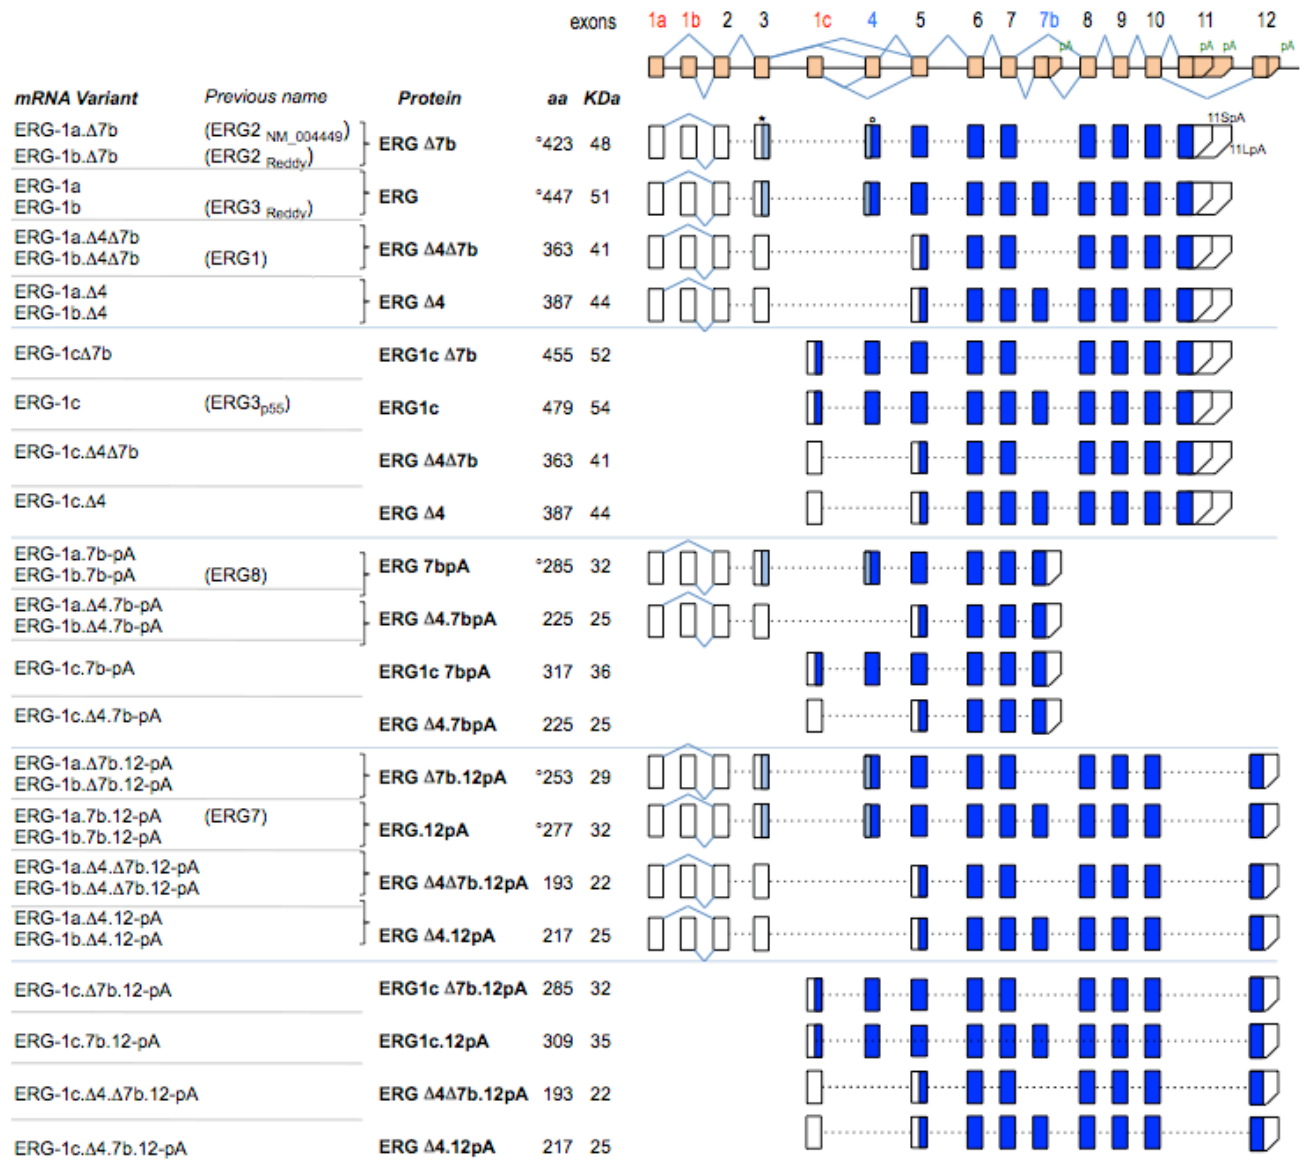 exons 1a 1b 2 3 1c 4 5 6 7 7b 8 9 10 11 12
pA pA pA pA
mRNA Variant Previous name Protein aa KDa
* °
11SpA
11LpA
ERG-1a.Δ7b (ERG2 NM_004449)
ERG-1b.Δ7b (ERG2 Reddy)
ERG Δ7b °423 48
ERG-1a
ERG-1b (ERG3 Reddy)
ERG °447 51
ERG-1a.Δ4Δ7b
ERG-1b.Δ4Δ7b (ERG1)
ERG Δ4Δ7b 363 41
ERG-1a.Δ4
ERG-1b.Δ4
ERG Δ4 387 44
ERG-1cΔ7b ERG1c Δ7b 455 52
ERG-1c (ERG3p55) ERG1c 479 54
ERG-1c.Δ4Δ7b ERG Δ4Δ7b 363 41
ERG-1c.Δ4 ERG Δ4 387 44
ERG-1a.7b-pA
ERG-1b.7b-pA (ERG8)
ERG 7bpA °285 32
ERG-1a.Δ4.7b-pA
ERG-1b.Δ4.7b-pA
ERG Δ4.7bpA 225 25
ERG-1c.7b-pA ERG1c 7bpA 317 36
ERG-1c.Δ4.7b-pA ERG Δ4.7bpA 225 25
ERG-1a.Δ7b.12-pA
ERG-1b.Δ7b.12-pA
ERG Δ7b.12pA °253 29
ERG-1a.7b.12-pA (ERG7)
ERG-1b.7b.12-pA
ERG.12pA °277 32
ERG-1a.Δ4.Δ7b.12-pA
ERG-1b.Δ4.Δ7b.12-pA
ERG Δ4Δ7b.12pA 193 22
ERG-1a.Δ4.12-pA
ERG-1b.Δ4.12-pA
ERG Δ4.12pA 217 25
ERG-1c.Δ7b.12-pA ERG1c Δ7b.12pA 285 32
ERG-1c.7b.12-pA ERG1c.12pA 309 35
ERG-1c.Δ4.Δ7b.12-pA ERG Δ4Δ7b.12pA 193 22
ERG-1c.Δ4.7b.12-pA ERG Δ4.12pA 217 25